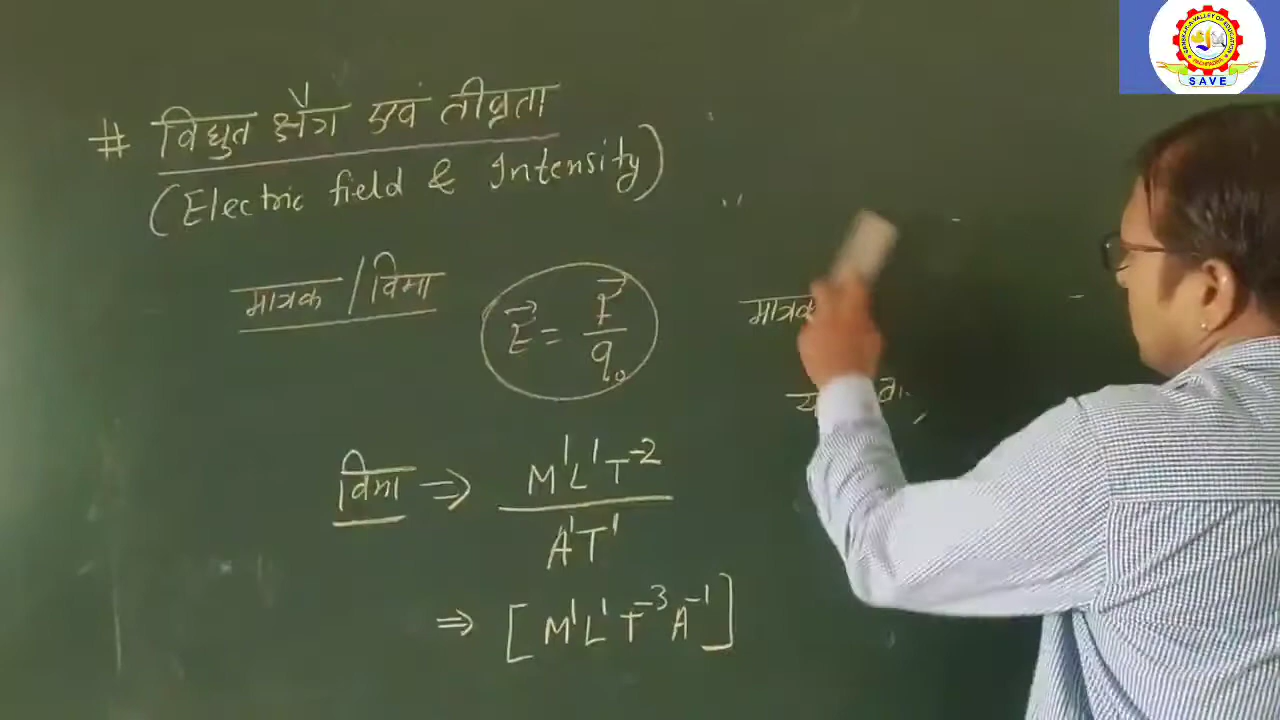 # विद्युत क्षेत्र एवं तीव्रता
(Electric field & Intensity)
मात्रक / विमा
E⃗ = F⃗ / q₀
मात्रक
विमा ⇒ M¹L¹T⁻² / A¹T¹
⇒ [M¹L¹T⁻³A⁻¹]
SAVE